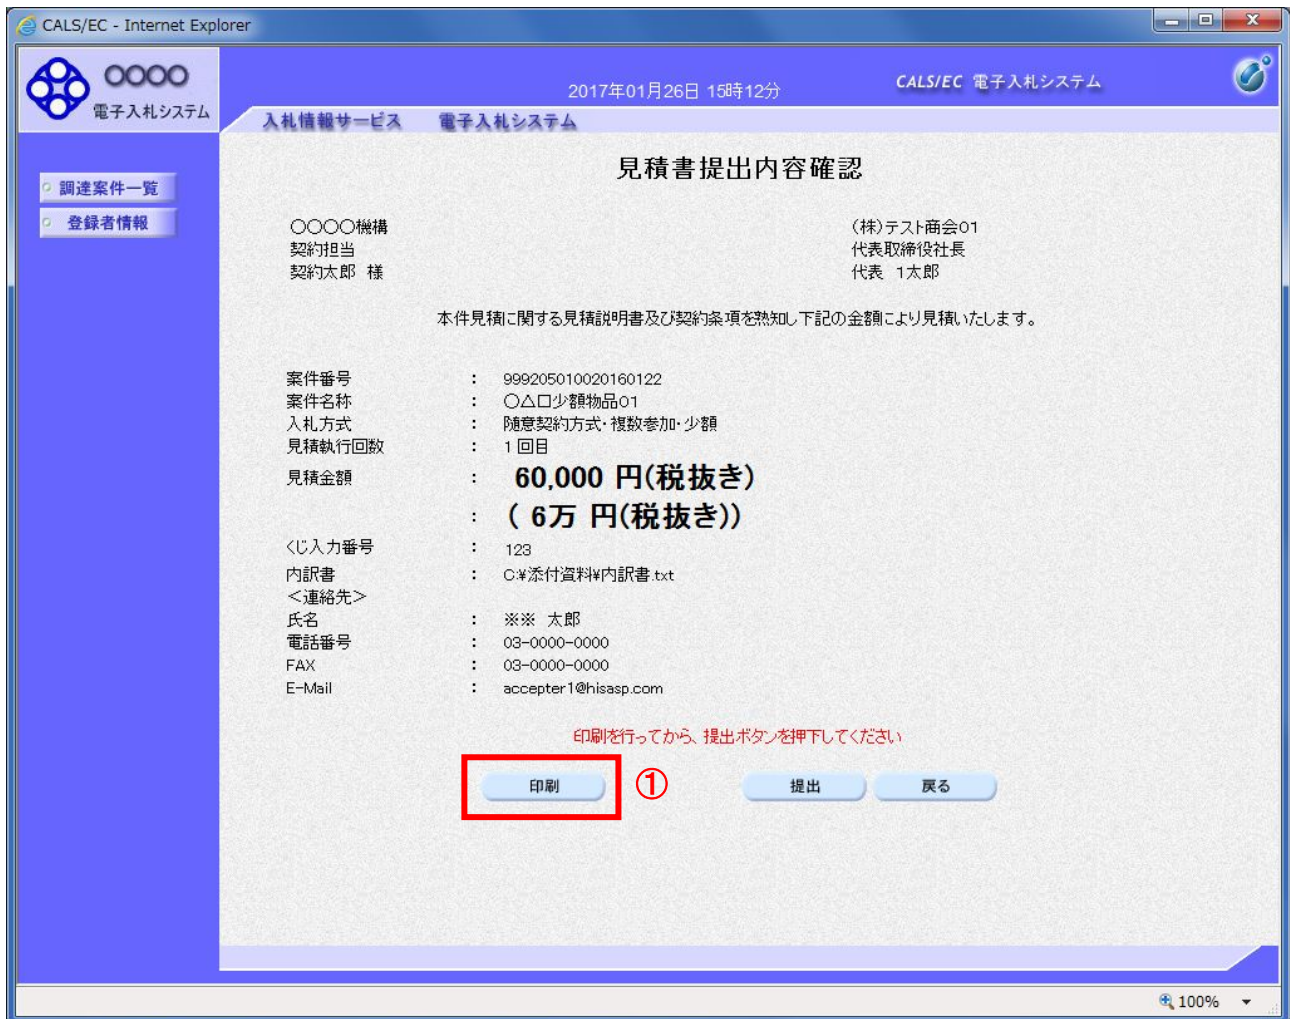 CALS/EC - Internet Explorer
〇〇〇〇
電子入札システム
2017年01月26日 15時12分
CALS/EC 電子入札システム
入札情報サービス 電子入札システム
調達案件一覧
登録者情報
見積書提出内容確認
〇〇〇〇機構
契約担当
契約太郎 様
(株)テスト商会01
代表取締役社長
代表 1太郎
本件見積に関する見積説明書及び契約条項を熟知し下記の金額により見積いたします。
案件番号 : 999205010020160122
案件名称 : 〇△□少額物品01
入札方式 : 随意契約方式・複数参加・少額
見積執行回数 : 1回目
見積金額 : 60,000 円(税抜き)
: ( 6万 円(税抜き))
くじ入力番号 : 123
内訳書 : C:¥添付資料¥内訳書.txt
<連絡先>
氏名 : ※※ 太郎
電話番号 : 03-0000-0000
FAX : 03-0000-0000
E-Mail : accepter1@hisasp.com
印刷を行ってから、提出ボタンを押下してください
印刷 ① 提出 戻る
100%